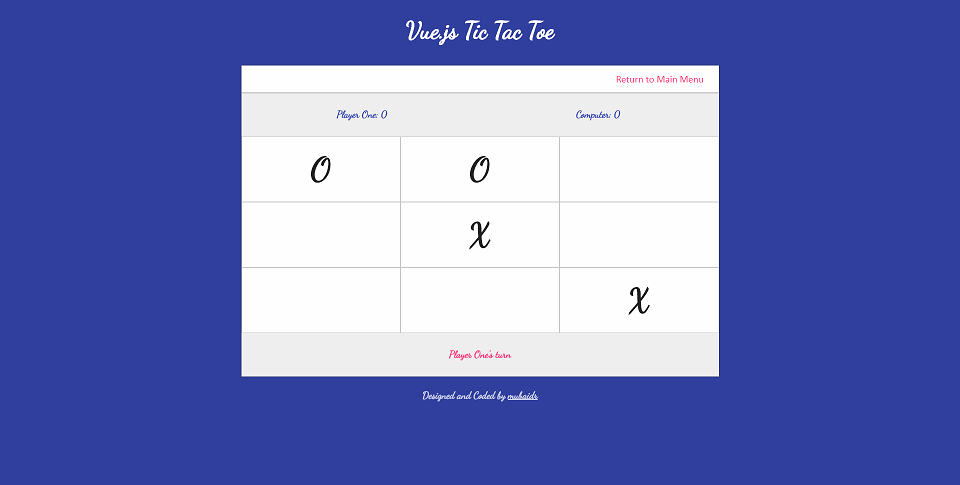 Vue.js Tic Tac Toe
Return to Main Menu
Player One: 0
Computer: 0
O O
X
X
Player One's turn
Designed and Coded by mubaidr